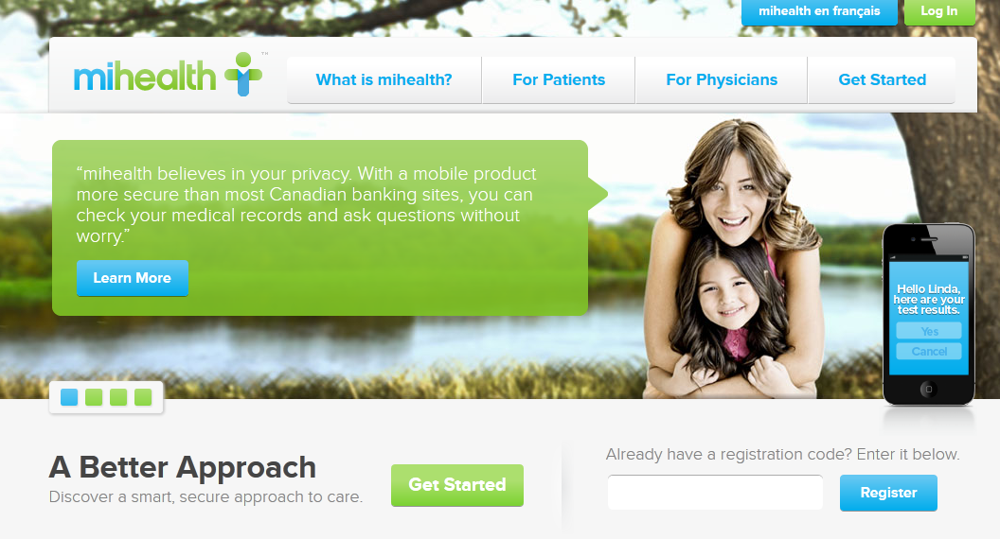 mihealth en français
Log In
mihealth ™
What is mihealth?
For Patients
For Physicians
Get Started
“mihealth believes in your privacy. With a mobile product
more secure than most Canadian banking sites, you can
check your medical records and ask questions without
worry.”
Learn More
Hello Linda,
here are your
test results.
Yes
Cancel
A Better Approach
Discover a smart, secure approach to care.
Get Started
Already have a registration code? Enter it below.
Register